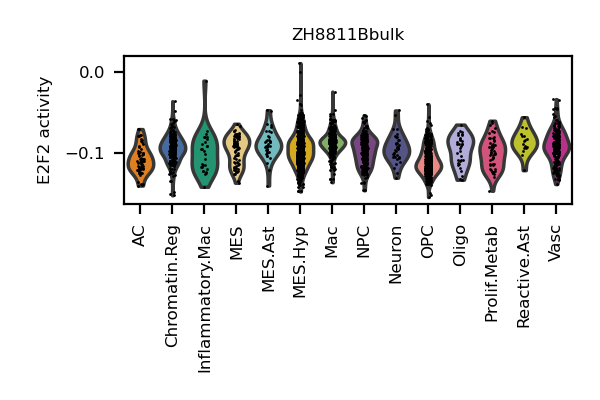 ZH8811Bbulk
E2F2 activity
0.0
−0.1
AC
Chromatin.Reg
Inflammatory.Mac
MES
MES.Ast
MES.Hyp
Mac
NPC
Neuron
OPC
Oligo
Prolif.Metab
Reactive.Ast
Vasc